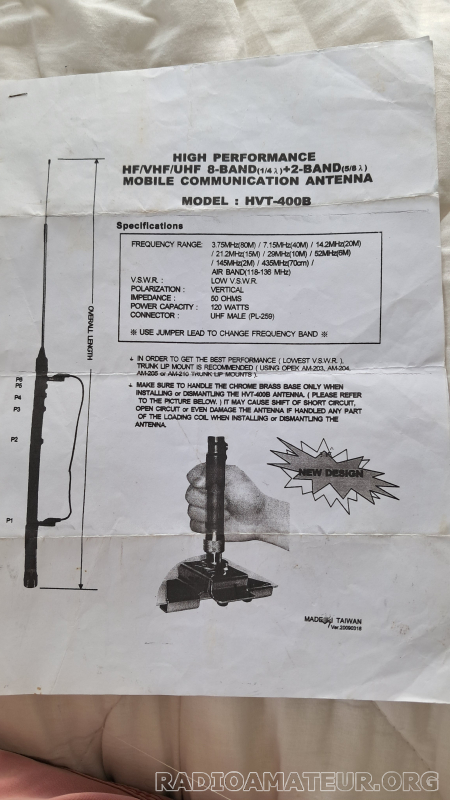 HIGH PERFORMANCE
HF/VHF/UHF 8-BAND(1/4 λ)+2-BAND(5/8 λ)
MOBILE COMMUNICATION ANTENNA
MODEL : HVT-400B
Specifications
FREQUENCY RANGE: 3.75MHz(80M) / 7.15MHz(40M) / 14.2MHz(20M)
/ 21.2MHz(15M) / 29MHz(10M) / 52MHz(6M)
/ 145MHz(2M) / 435MHz(70cm) /
AIR BAND(118-136 MHz)
V.S.W.R. : LOW V.S.W.R.
POLARIZATION : VERTICAL
IMPEDANCE : 50 OHMS
POWER CAPACITY : 120 WATTS
CONNECTOR : UHF MALE (PL-259)
※ USE JUMPER LEAD TO CHANGE FREQUENCY BAND ※
IN ORDER TO GET THE BEST PERFORMANCE ( LOWEST V.S.W.R. ).
TRUNK LIP MOUNT IS RECOMMENDED ( USING OPEK AM-203, AM-204,
AM-205 or AM-210 TRUNK LIP MOUNTS ).
MAKE SURE TO HANDLE THE CHROME BRASS BASE ONLY WHEN
INSTALLING or DISMANTLING THE HVT-400B ANTENNA. ( PLEASE REFER
TO THE PICTURE BELOW. ) IT MAY CAUSE SHIFT OF SHORT CIRCUIT,
OPEN CIRCUIT or EVEN DAMAGE THE ANTENNA IF HANDLED ANY PART
OF THE LOADING COIL WHEN INSTALLING or DISMANTLING THE
ANTENNA.
OVERALL LENGTH
P6
P5
P4
P3
P2
P1
NEW DESIGN
MADE IN TAIWAN
Ver.20090318
RADIOAMATEUR.ORG